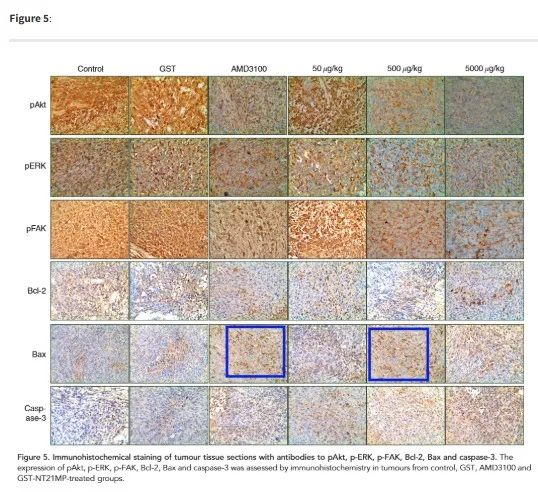 Figure 5:
Control GST AMD3100 50 μg/kg 500 μg/kg 5000 μg/kg
pAkt
pERK
pFAK
Bcl-2
Bax
Casp-
ase-3
Figure 5. Immunohistochemical staining of tumour tissue sections with antibodies to pAkt, p-ERK, p-FAK, Bcl-2, Bax and caspase-3. The
expression of pAkt, p-ERK, p-FAK, Bcl-2, Bax and caspase-3 was assessed by immunohistochemistry in tumours from control, GST, AMD3100 and
GST-NT21MP-treated groups.